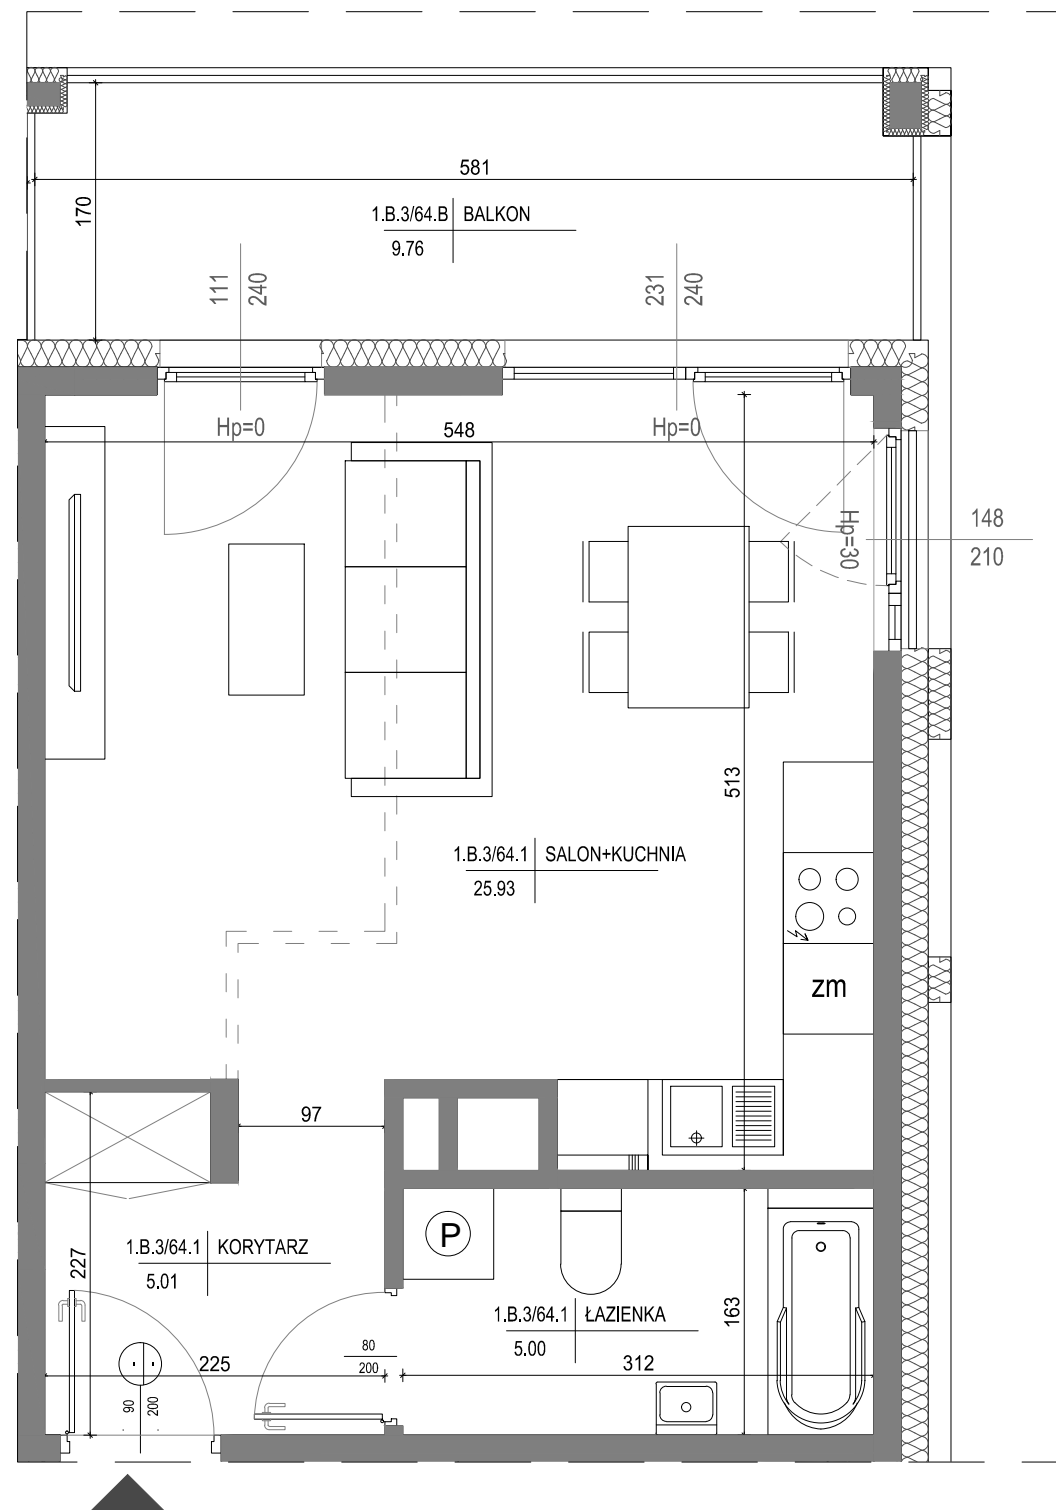 581
170
1.B.3/64.B BALKON
9.76
111
240
231
240
Hp=0
548
Hp=0
148
210
Hp=30
513
1.B.3/64.1 SALON+KUCHNIA
25.93
zm
97
227
1.B.3/64.1 KORYTARZ
5.01
P
1.B.3/64.1 ŁAZIENKA
5.00
163
80
200
225
312
90
200